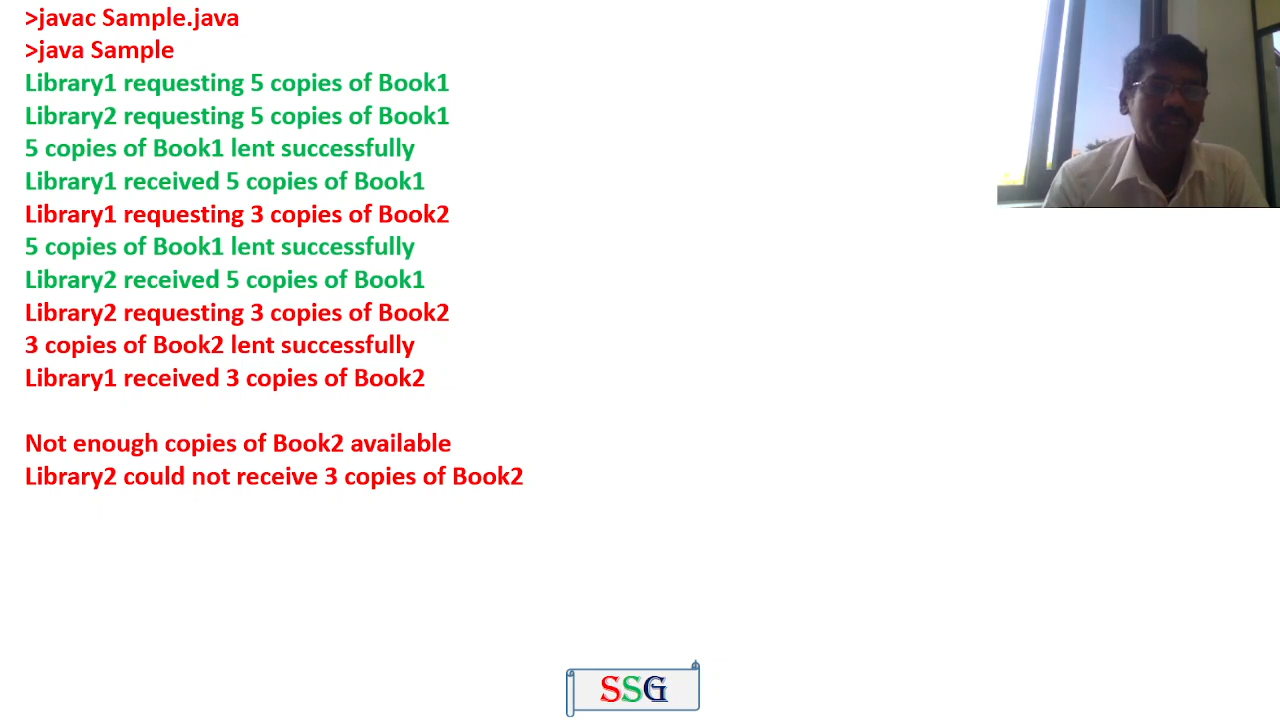 >javac Sample.java
>java Sample
Library1 requesting 5 copies of Book1
Library2 requesting 5 copies of Book1
5 copies of Book1 lent successfully
Library1 received 5 copies of Book1
Library1 requesting 3 copies of Book2
5 copies of Book1 lent successfully
Library2 received 5 copies of Book1
Library2 requesting 3 copies of Book2
3 copies of Book2 lent successfully
Library1 received 3 copies of Book2
Not enough copies of Book2 available
Library2 could not receive 3 copies of Book2
SSG